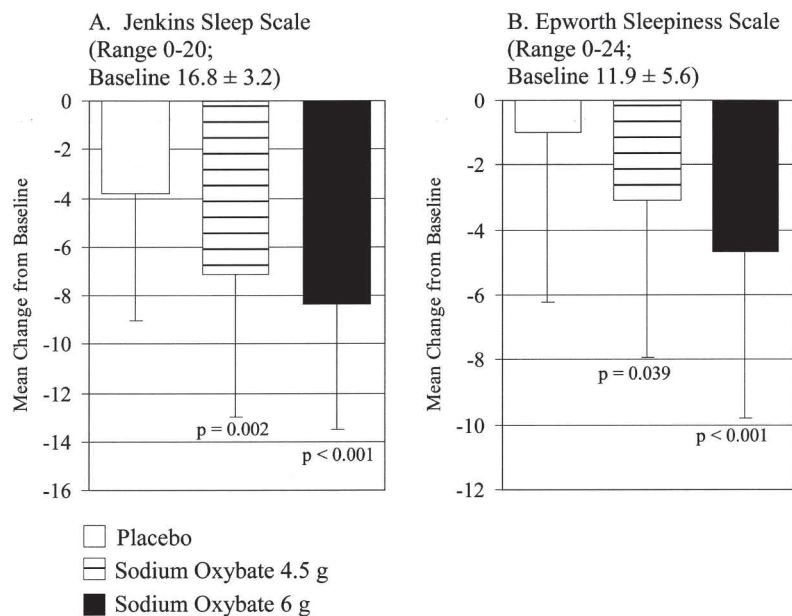 A. Jenkins Sleep Scale
(Range 0-20;
Baseline 16.8 ± 3.2)
0
-2
-4
-6
-8
-10
-12
-14
-16
Mean Change from Baseline
p = 0.002
p < 0.001
B. Epworth Sleepiness Scale
(Range 0-24;
Baseline 11.9 ± 5.6)
0
-2
-4
-6
-8
-10
-12
Mean Change from Baseline
p = 0.039
p < 0.001
Placebo
Sodium Oxybate 4.5 g
Sodium Oxybate 6 g